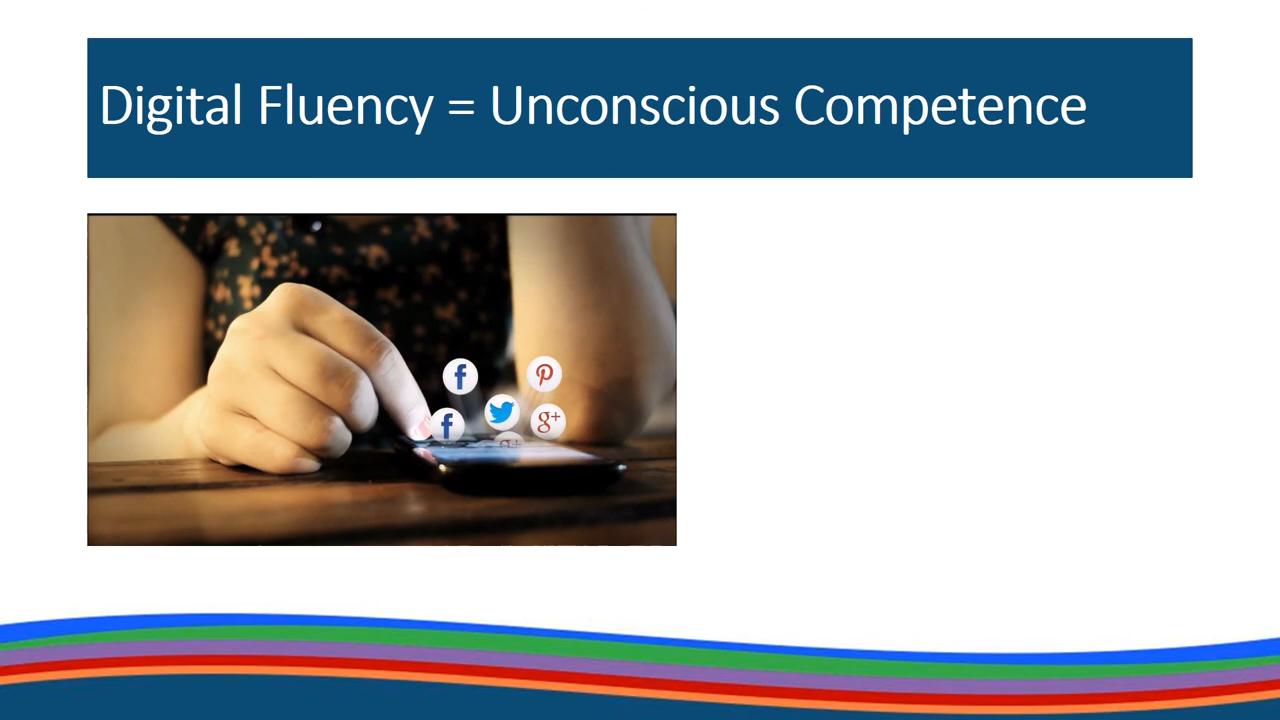 Digital Fluency = Unconscious Competence
f
f
g+
g+